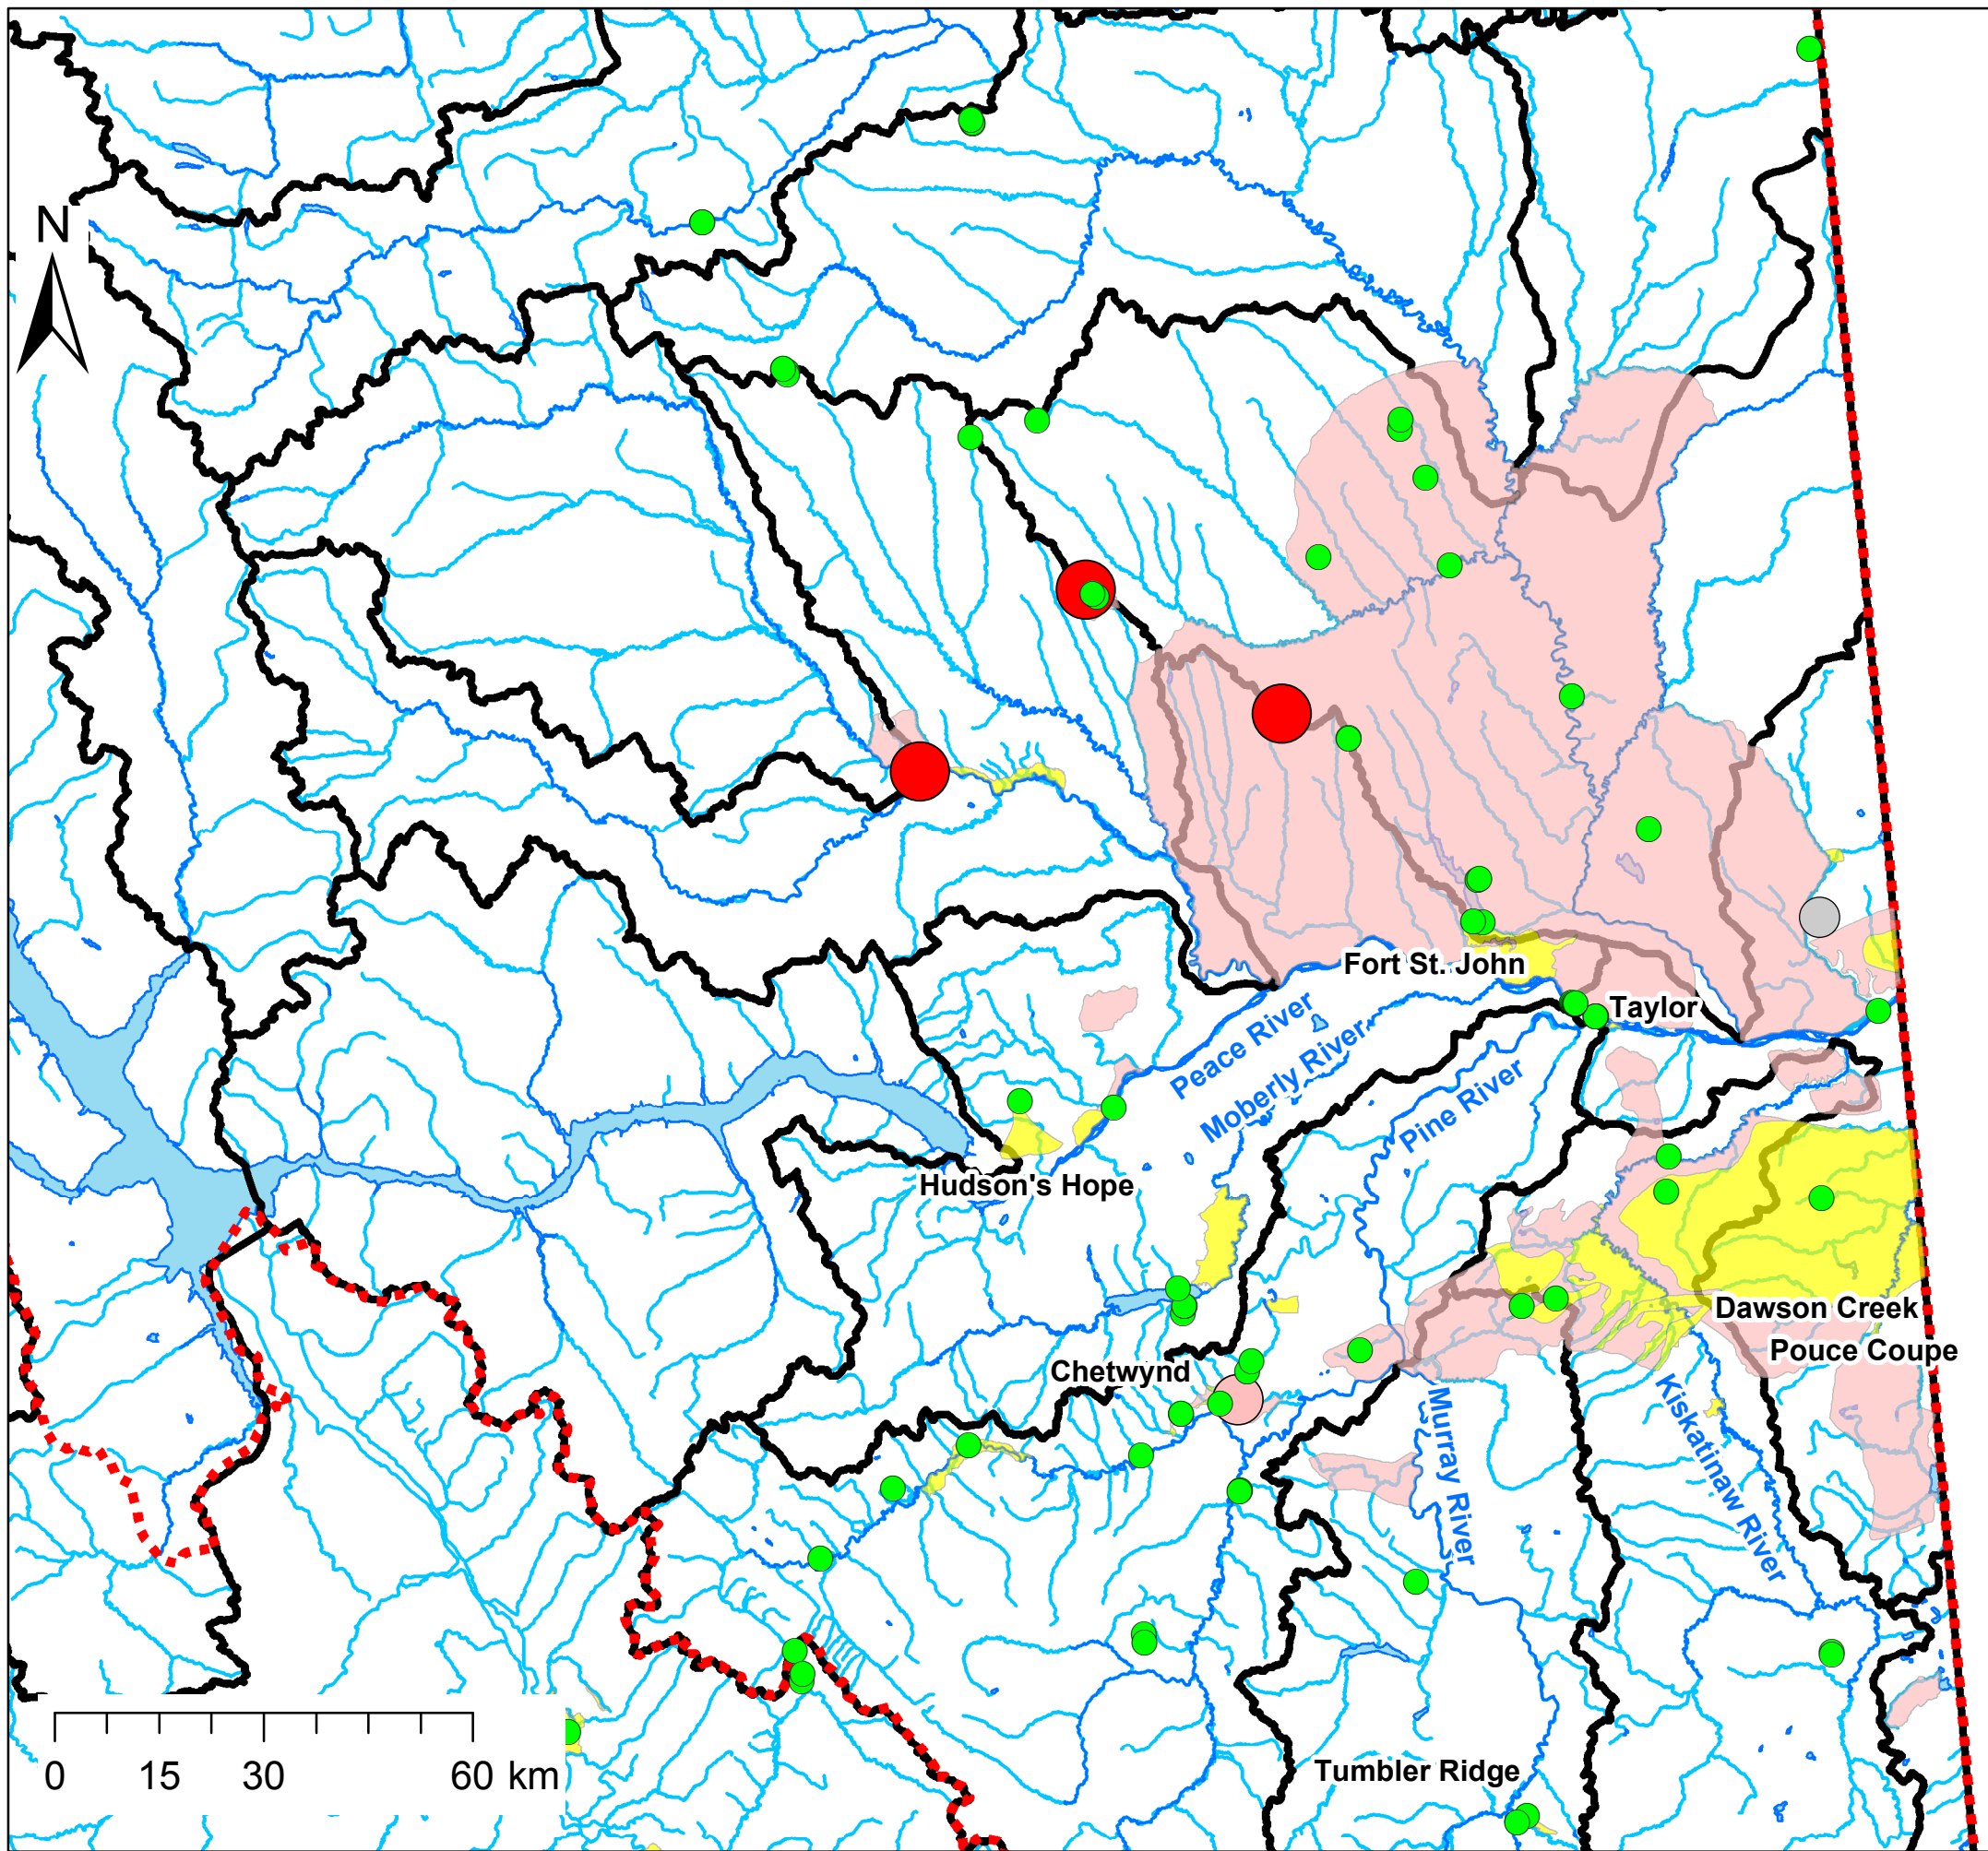 N
Fort St. John
Taylor
Peace River
Moberly River
Pine River
Hudson's Hope
Dawson Creek
Pouce Coupe
Chetwynd
Murray River
Kiskatinaw River
Tumbler Ridge
0 15 30 60 km